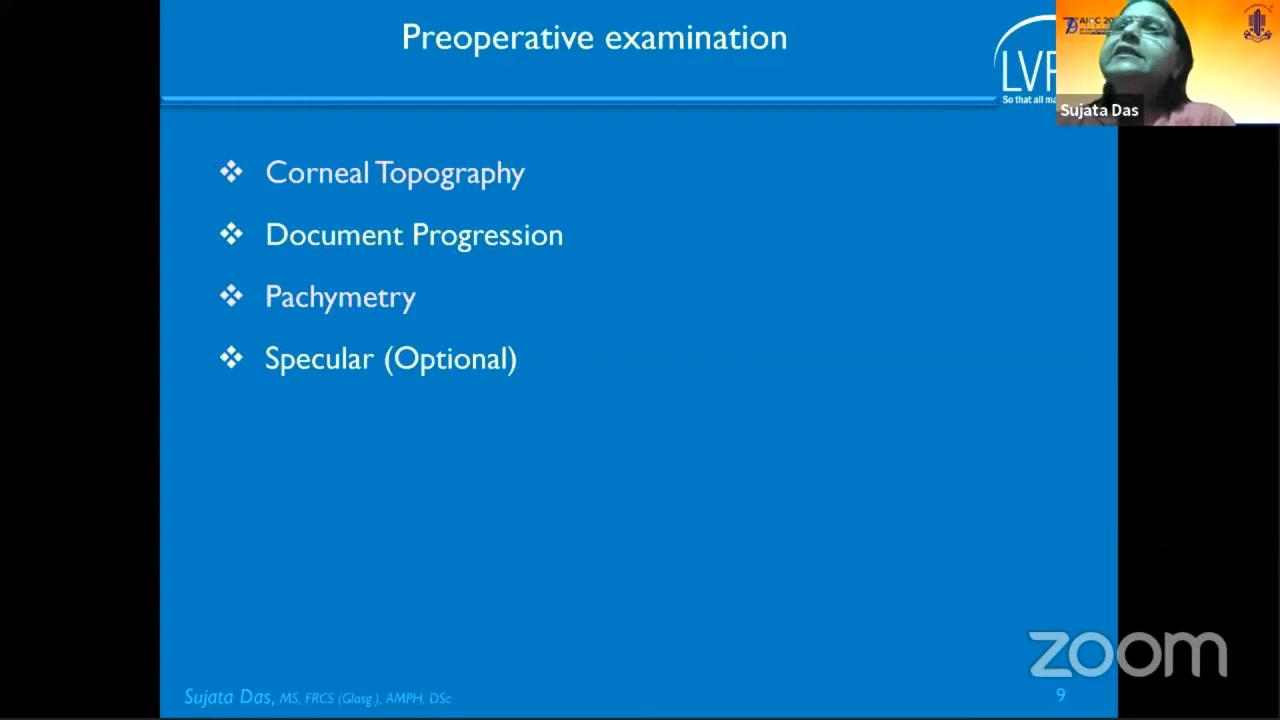 Preoperative examination
LVP
So that all ma
Sujata Das
Corneal Topography
Document Progression
Pachymetry
Specular (Optional)
Sujata Das, MS, FRCS (Glasg.), AMPH, DSc
9
zoom